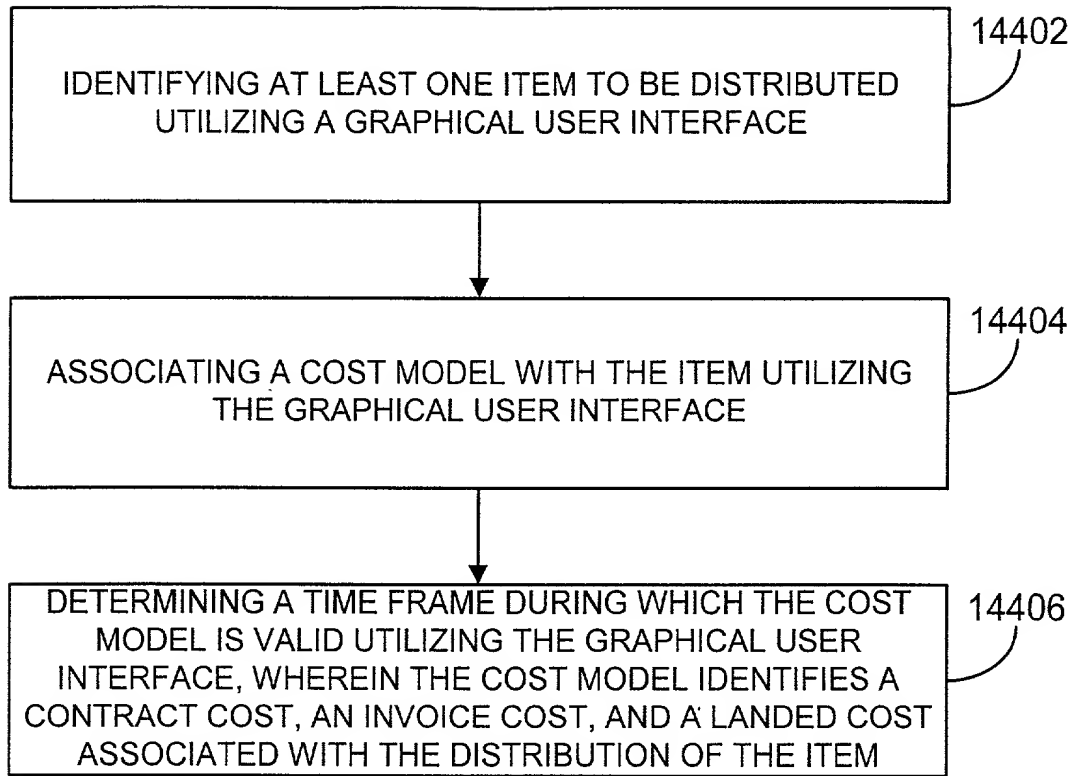 14402
IDENTIFYING AT LEAST ONE ITEM TO BE DISTRIBUTED
UTILIZING A GRAPHICAL USER INTERFACE
14404
ASSOCIATING A COST MODEL WITH THE ITEM UTILIZING
THE GRAPHICAL USER INTERFACE
14406
DETERMINING A TIME FRAME DURING WHICH THE COST
MODEL IS VALID UTILIZING THE GRAPHICAL USER
INTERFACE, WHEREIN THE COST MODEL IDENTIFIES A
CONTRACT COST, AN INVOICE COST, AND A LANDED COST
ASSOCIATED WITH THE DISTRIBUTION OF THE ITEM